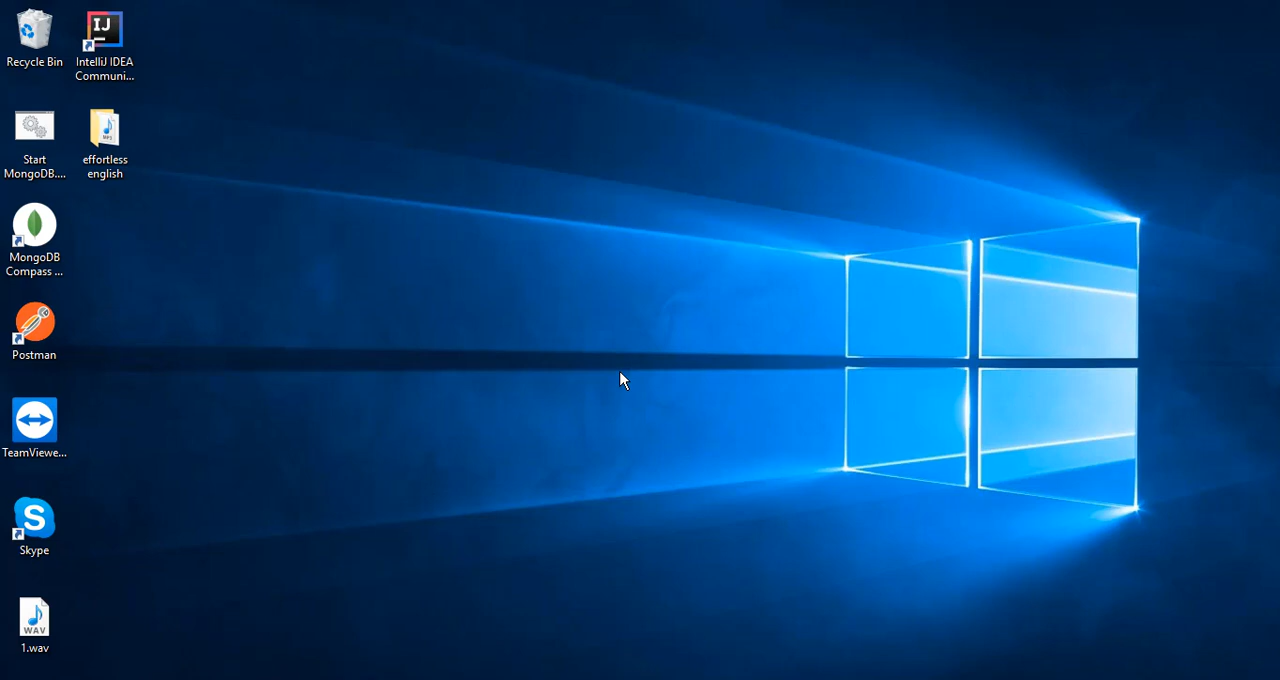 Recycle Bin
IntelliJ IDEA
Communi...
IJ
Start
MongoDB....
effortless
english
MP3
MongoDB
Compass ...
Postman
TeamViewe...
S
Skype
WAV
1.wav